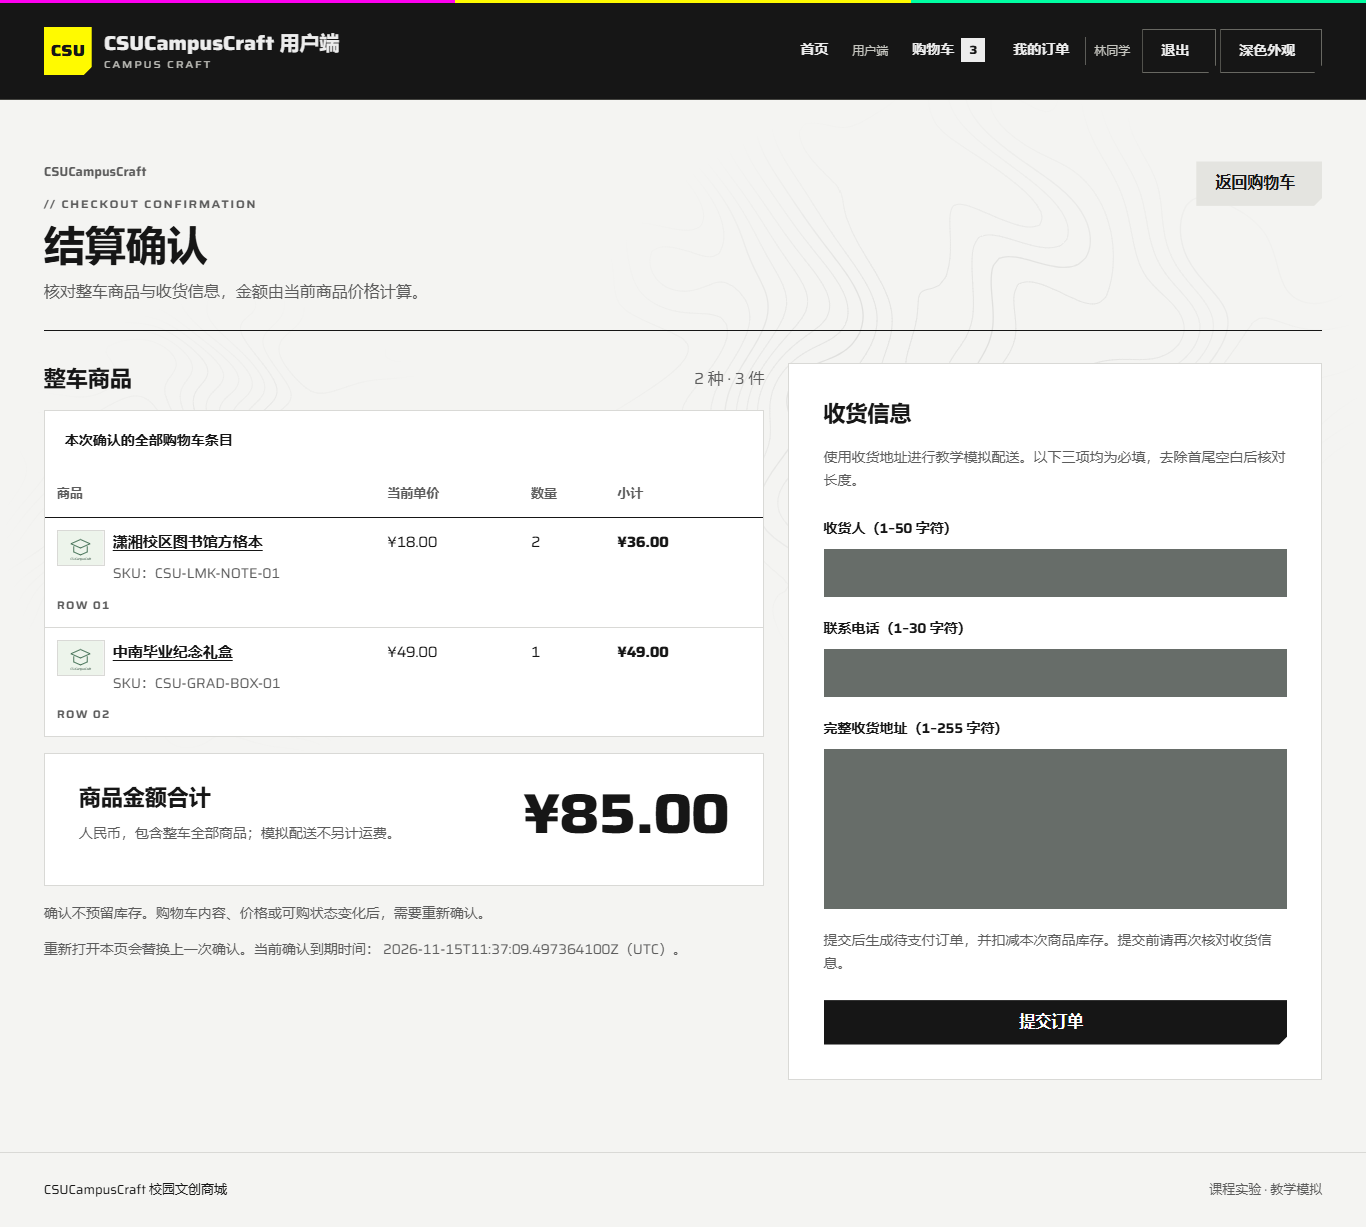 CSU
CSUCampusCraft 用户端
CAMPUS CRAFT
首页
用户端
购物车 3
我的订单
林同学
退出
深色外观
CSUCampusCraft
// CHECKOUT CONFIRMATION
结算确认
核对整车商品与收货信息，金额由当前商品价格计算。
返回购物车
整车商品
2 种 · 3 件
本次确认的全部购物车条目
商品 当前单价 数量 小计
潇湘校区图书馆方格本 ¥18.00 2 ¥36.00
SKU：CSU-LMK-NOTE-01
ROW 01
中南毕业纪念礼盒 ¥49.00 1 ¥49.00
SKU：CSU-GRAD-BOX-01
ROW 02
商品金额合计
人民币，包含整车全部商品；模拟配送不另计运费。
¥85.00
确认不预留库存。购物车内容、价格或可购状态变化后，需要重新确认。
重新打开本页会替换上一次确认。当前确认到期时间： 2026-11-15T11:37:09.497364100Z（UTC）。
收货信息
使用收货地址进行教学模拟配送。以下三项均为必填，去除首尾空白后核对
长度。
收货人（1-50 字符）
联系电话（1-30 字符）
完整收货地址（1-255 字符）
提交后生成待支付订单，并扣减本次商品库存。提交前请再次核对收货信
息。
提交订单
CSUCampusCraft 校园文创商城
课程实验 · 教学模拟